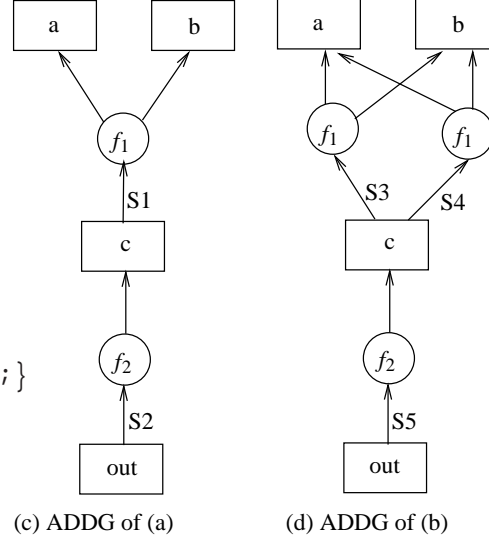 a b a b
f1 f1 f1
S1 S3 S4
c c
f2 f2
;}
S2 S5
out out
(c) ADDG of (a) (d) ADDG of (b)